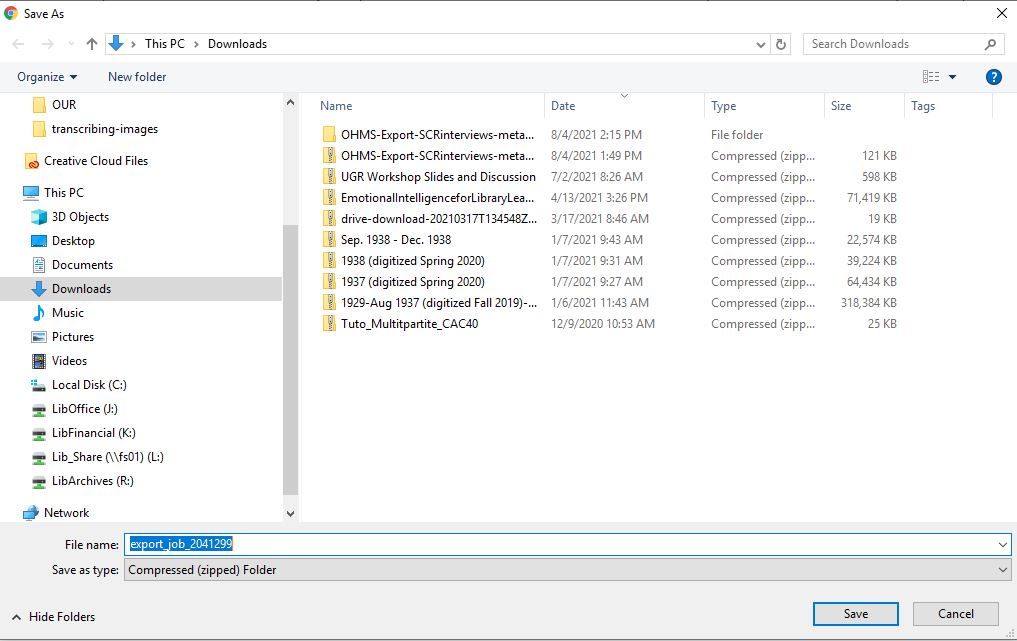 Save As
This PC > Downloads
Search Downloads
Organize
New folder
?
OUR
transcribing-images
Creative Cloud Files
This PC
3D Objects
Desktop
Documents
Downloads
Music
Pictures
Videos
Local Disk (C:)
LibOffice (J:)
LibFinancial (K:)
Lib_Share (\\fs01) (L:)
LibArchives (R:)
Network
Name Date Type Size Tags
OHMS-Export-SCRinterviews-meta... 8/4/2021 2:15 PM File folder
OHMS-Export-SCRinterviews-meta... 8/4/2021 1:49 PM Compressed (zipp... 121 KB
UGR Workshop Slides and Discussion 7/2/2021 8:26 AM Compressed (zipp... 598 KB
EmotionalIntelligenceforLibraryLea... 4/13/2021 3:26 PM Compressed (zipp... 71,419 KB
drive-download-20210317T134548Z... 3/17/2021 8:46 AM Compressed (zipp... 19 KB
Sep. 1938 - Dec. 1938 1/7/2021 9:43 AM Compressed (zipp... 22,574 KB
1938 (digitized Spring 2020) 1/7/2021 9:31 AM Compressed (zipp... 39,224 KB
1937 (digitized Spring 2020) 1/7/2021 9:27 AM Compressed (zipp... 64,434 KB
1929-Aug 1937 (digitized Fall 2019)-... 1/6/2021 11:43 AM Compressed (zipp... 318,384 KB
Tuto_Multitpartite_CAC40 12/9/2020 10:53 AM Compressed (zipp... 25 KB
File name: export_job_2041299
Save as type: Compressed (zipped) Folder
Hide Folders
Save
Cancel